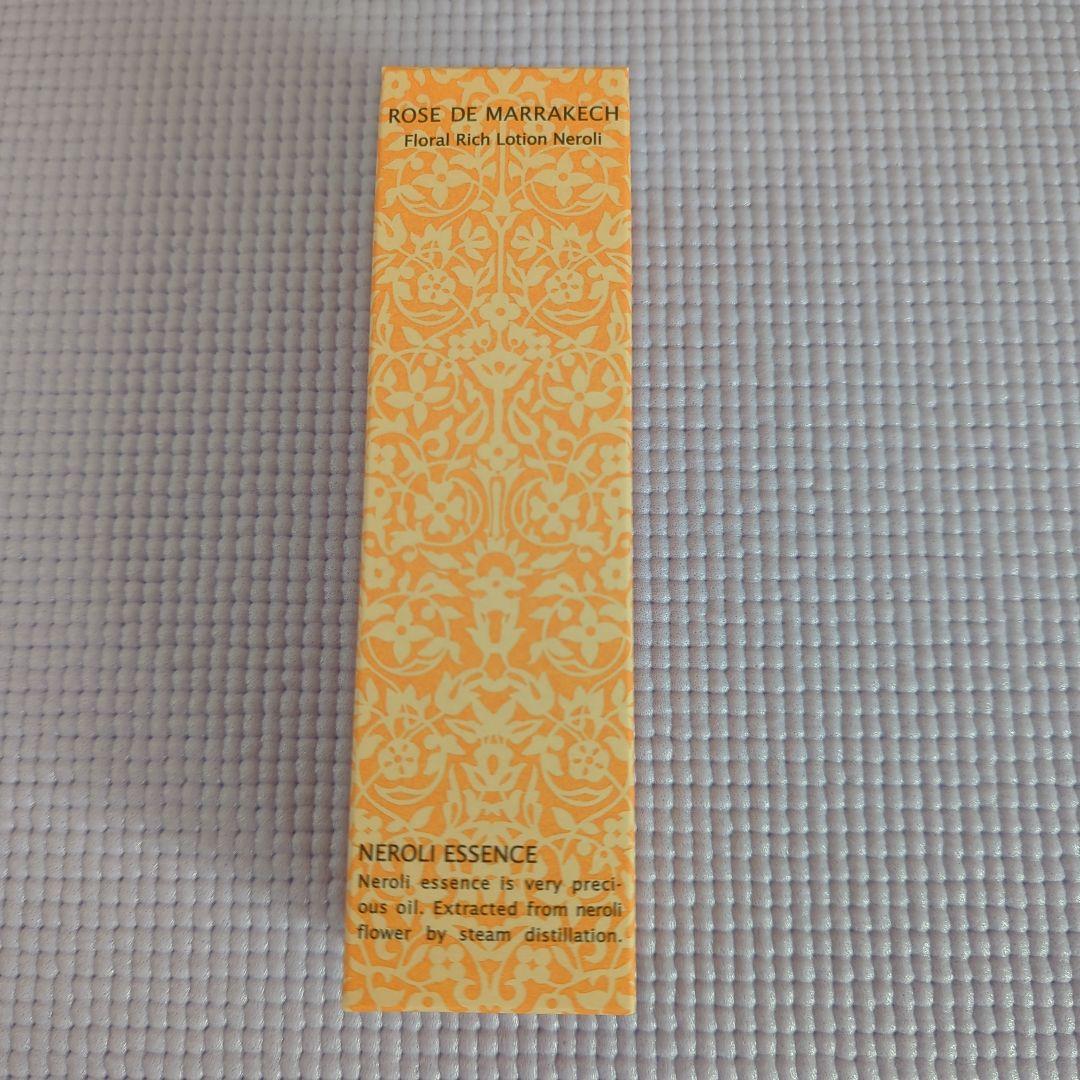 ROSE DE MARRAKECH
Floral Rich Lotion Neroli
NEROLI ESSENCE
Neroli essence is very preci-
ous oil. Extracted from neroli
flower by steam distillation.